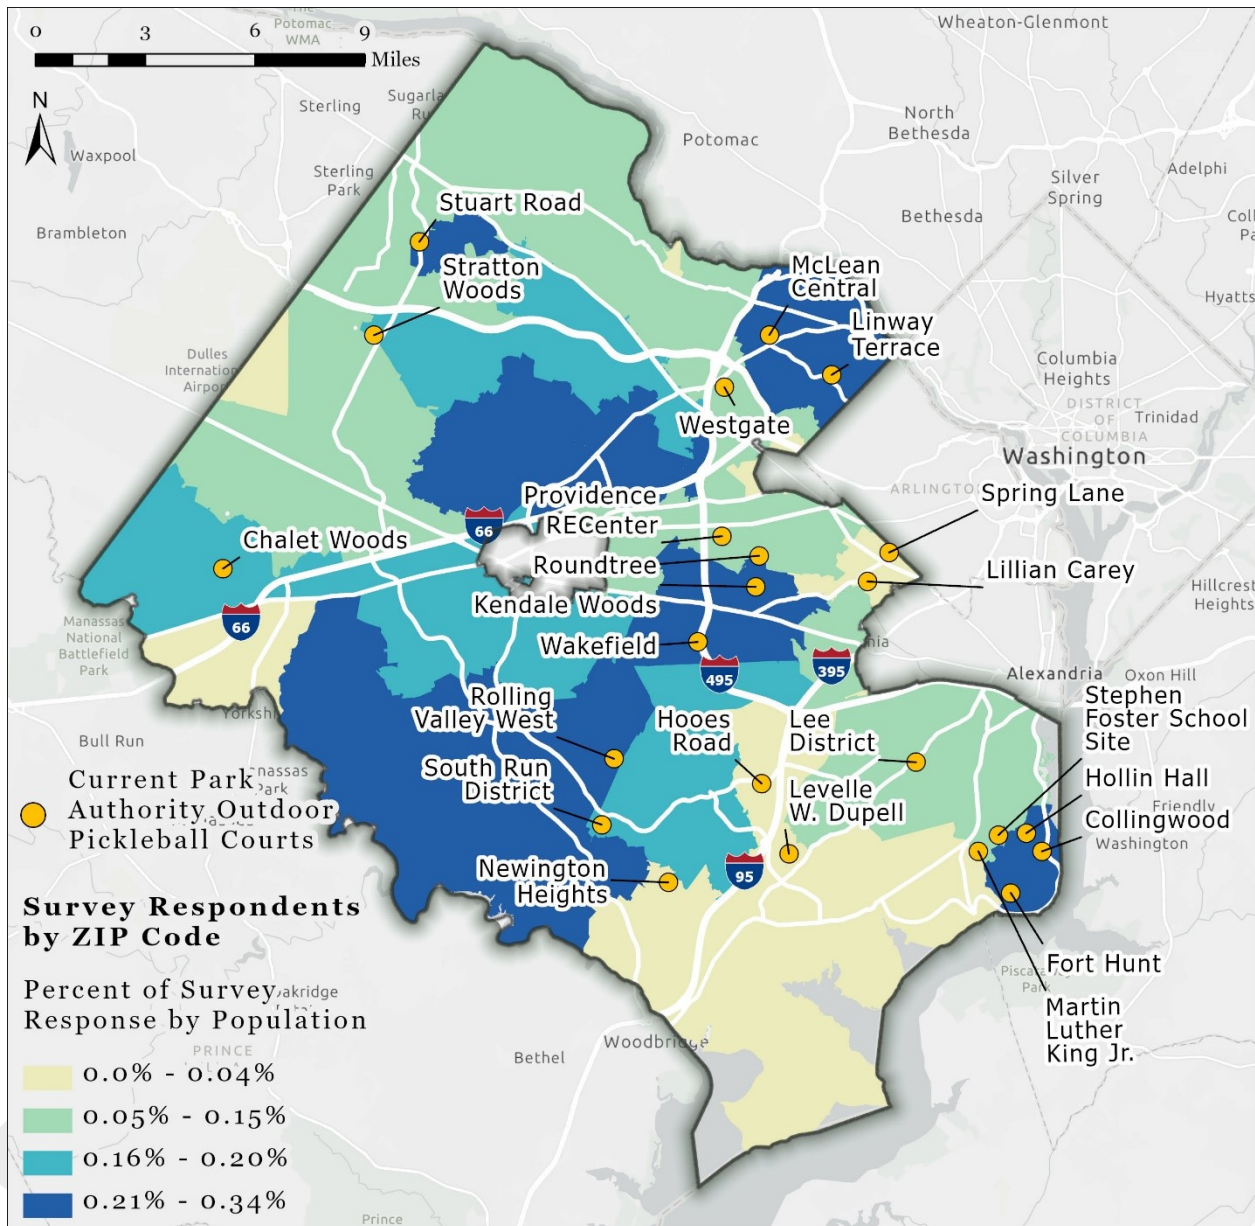 0 3 6 9
Miles
N
The
Potomac
WMA
Wheaton-Glenmont
Sterling
Waxpool
Potomac
North
Bethesda
Adelphi
Sterling
Park
Silver
Spring
Brambleton
Bethesda
Stuart Road
Stratton
Woods
McLean
Central
Linway
Terrace
Dulles
International
Airport
Columbia
Heights
DISTRICT
OF
COLUMBIA
Trinidad
Westgate
Washington
ARLINGTON
Spring Lane
Providence
RECenter
66
Chalet Woods
Roundtree
Lillian Carey
Kendale Woods
Hillcrest
Heights
Manassas
National
Battlefield
Park
66
Wakefield
495
395
Alexandria
Oxon Hill
Bull Run
Rolling
Valley West
Hooes
Road
Lee
District
Stephen
Foster School
Site
South Run
District
Levelle
W. Dupell
Hollin Hall
Friendly
Collingwood
Washington
Current Park
Authority Outdoor
Pickleball Courts
Newington
Heights
95
Survey Respondents
by ZIP Code
Fort Hunt
Martin
Luther
King Jr.
Percent of Survey
Response by Population
PRINCE
Bethel
Woodbridge
0.0% - 0.04%
0.05% - 0.15%
0.16% - 0.20%
0.21% - 0.34%
Prince